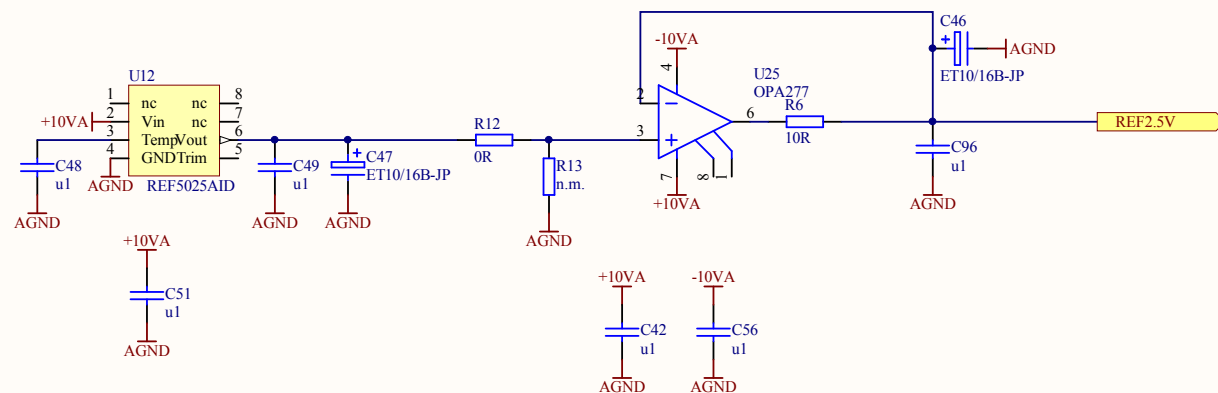 C46
-10VA
AGND
ET10/16B-JP
4
U12
U25
OPA277
1
nc
nc
8
2
6
R6
+10VA
2
Vin
nc
7
10R
REF2.5V
3
Temp
Vout
6
R12
3
C48
u1
4
GND
Trim
5
C49
u1
C47
ET10/16B-JP
0R
R13
n.m.
7
8
1
C96
u1
AGND
REF5025AID
+10VA
AGND
AGND
AGND
AGND
AGND
+10VA
+10VA
-10VA
C51
u1
C42
u1
C56
u1
AGND
AGND
AGND